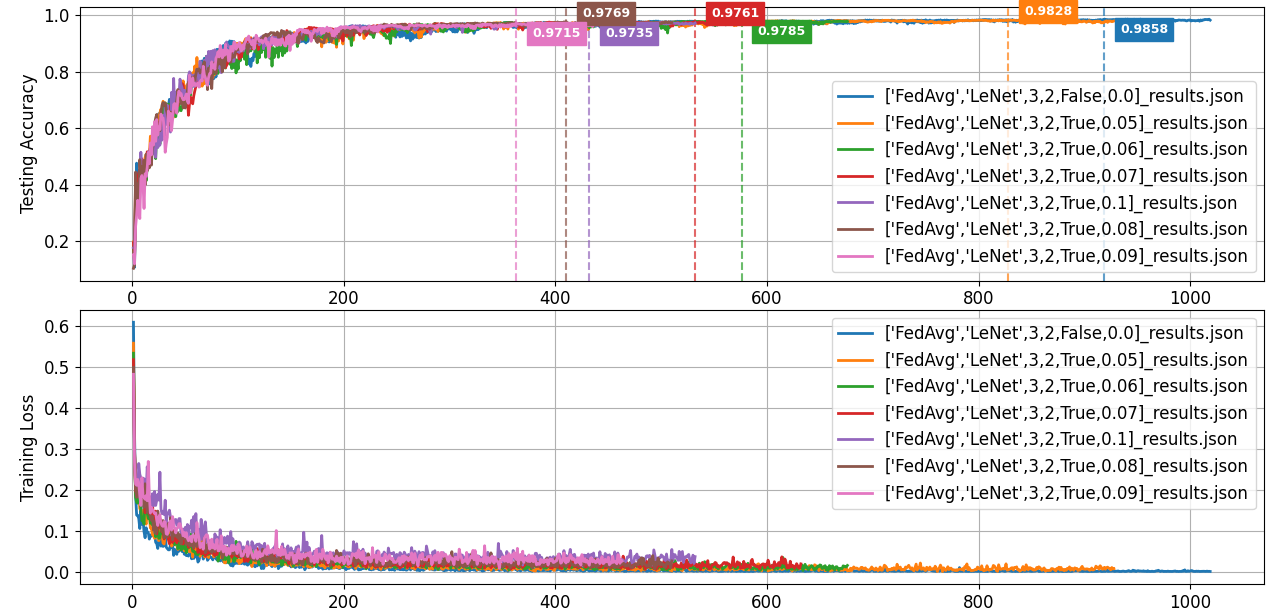 1.0
0.8
0.6
0.4
0.2
Testing Accuracy
0.9769
0.9761
0.9828
0.9715
0.9735
0.9785
0.9858
['FedAvg','LeNet',3,2,False,0.0]_results.json
['FedAvg','LeNet',3,2,True,0.05]_results.json
['FedAvg','LeNet',3,2,True,0.06]_results.json
['FedAvg','LeNet',3,2,True,0.07]_results.json
['FedAvg','LeNet',3,2,True,0.1]_results.json
['FedAvg','LeNet',3,2,True,0.08]_results.json
['FedAvg','LeNet',3,2,True,0.09]_results.json
0 200 400 600 800 1000
0.6
0.5
0.4
0.3
0.2
0.1
0.0
Training Loss
['FedAvg','LeNet',3,2,False,0.0]_results.json
['FedAvg','LeNet',3,2,True,0.05]_results.json
['FedAvg','LeNet',3,2,True,0.06]_results.json
['FedAvg','LeNet',3,2,True,0.07]_results.json
['FedAvg','LeNet',3,2,True,0.1]_results.json
['FedAvg','LeNet',3,2,True,0.08]_results.json
['FedAvg','LeNet',3,2,True,0.09]_results.json
0 200 400 600 800 1000